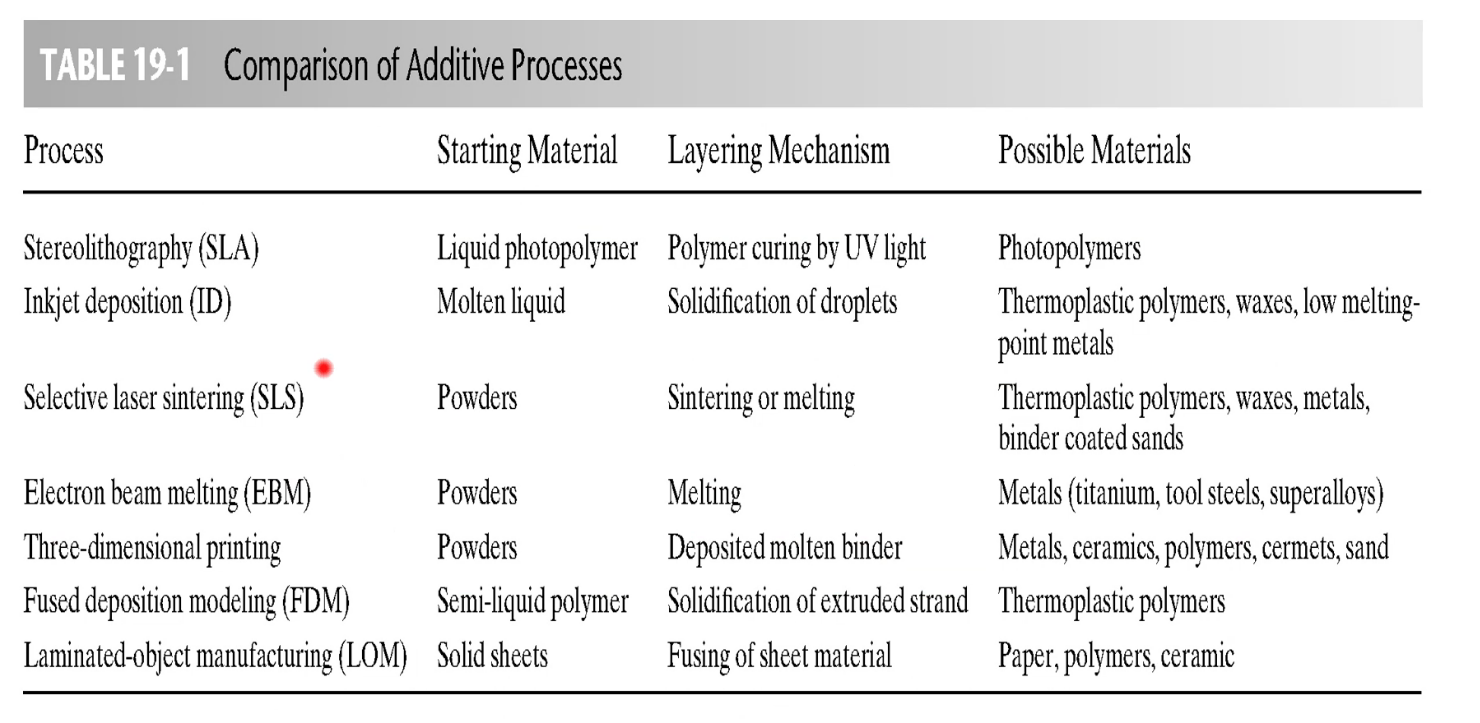 TABLE 19-1 Comparison of Additive Processes
Process Starting Material Layering Mechanism Possible Materials
Stereolithography (SLA) Liquid photopolymer Polymer curing by UV light Photopolymers
Inkjet deposition (ID) Molten liquid Solidification of droplets Thermoplastic polymers, waxes, low melting-
point metals
Selective laser sintering (SLS) Powders Sintering or melting Thermoplastic polymers, waxes, metals,
binder coated sands
Electron beam melting (EBM) Powders Melting Metals (titanium, tool steels, superalloys)
Three-dimensional printing Powders Deposited molten binder Metals, ceramics, polymers, cermets, sand
Fused deposition modeling (FDM) Semi-liquid polymer Solidification of extruded strand Thermoplastic polymers
Laminated-object manufacturing (LOM) Solid sheets Fusing of sheet material Paper, polymers, ceramic